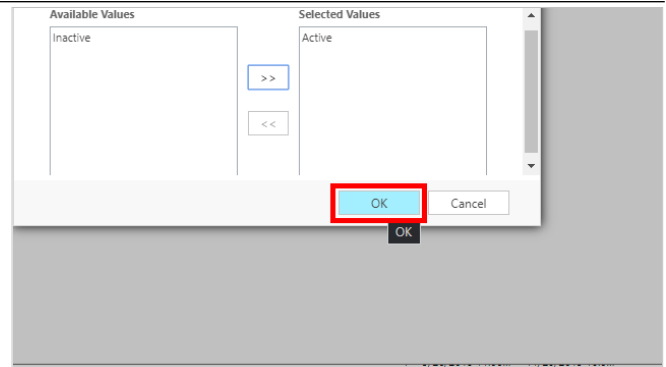 Available Values Selected Values
Inactive Active
>>
<<
OK Cancel
OK